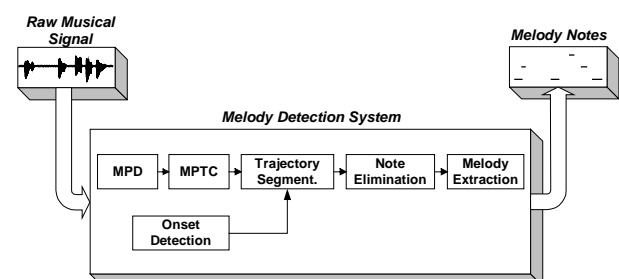 Raw Musical
Signal
Melody Notes
Melody Detection System
MPD
MPTC
Trajectory
Segment.
Note
Elimination
Melody
Extraction
Onset
Detection